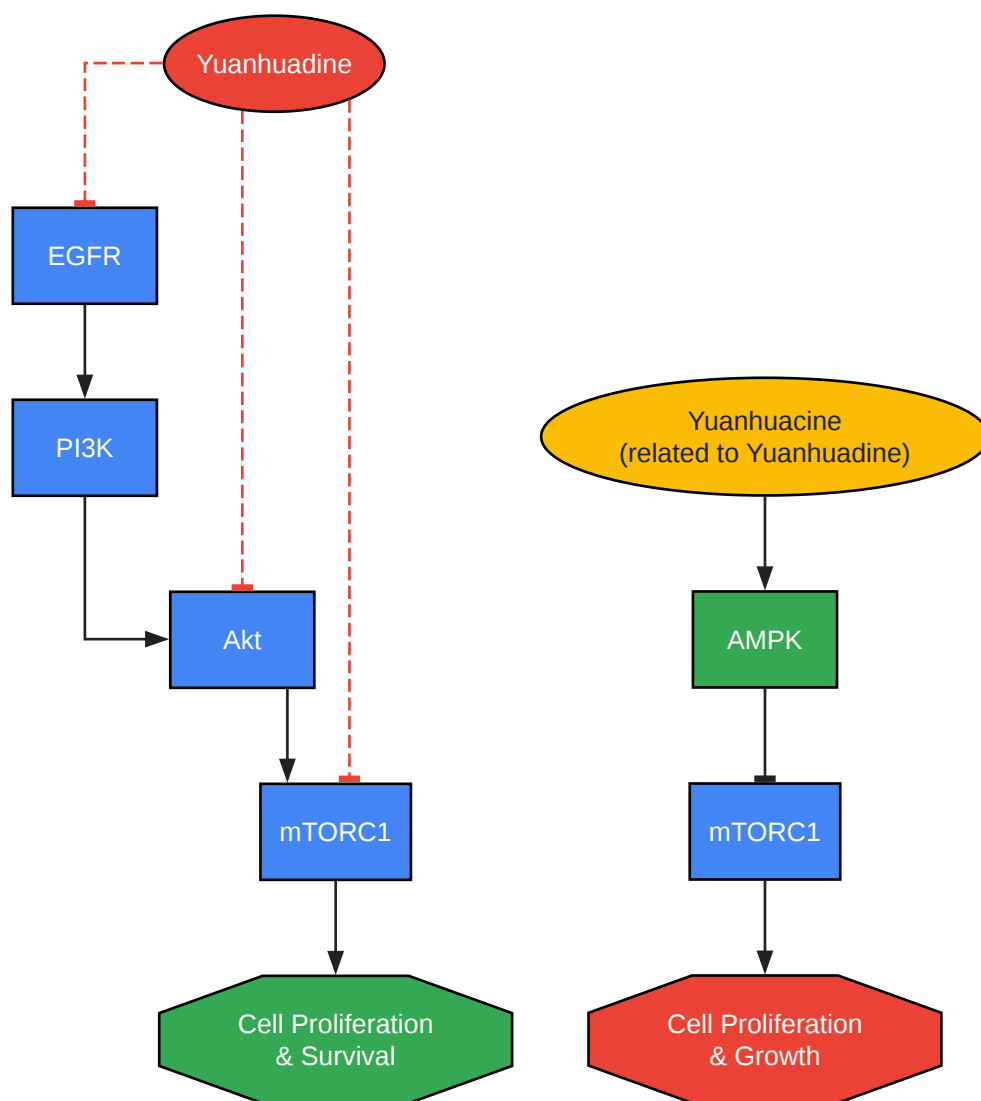 Yuanhuadine
EGFR
PI3K
Akt
mTORC1
Cell Proliferation
& Survival
Yuanhuacine
(related to Yuanhuadine)
AMPK
mTORC1
Cell Proliferation
& Growth